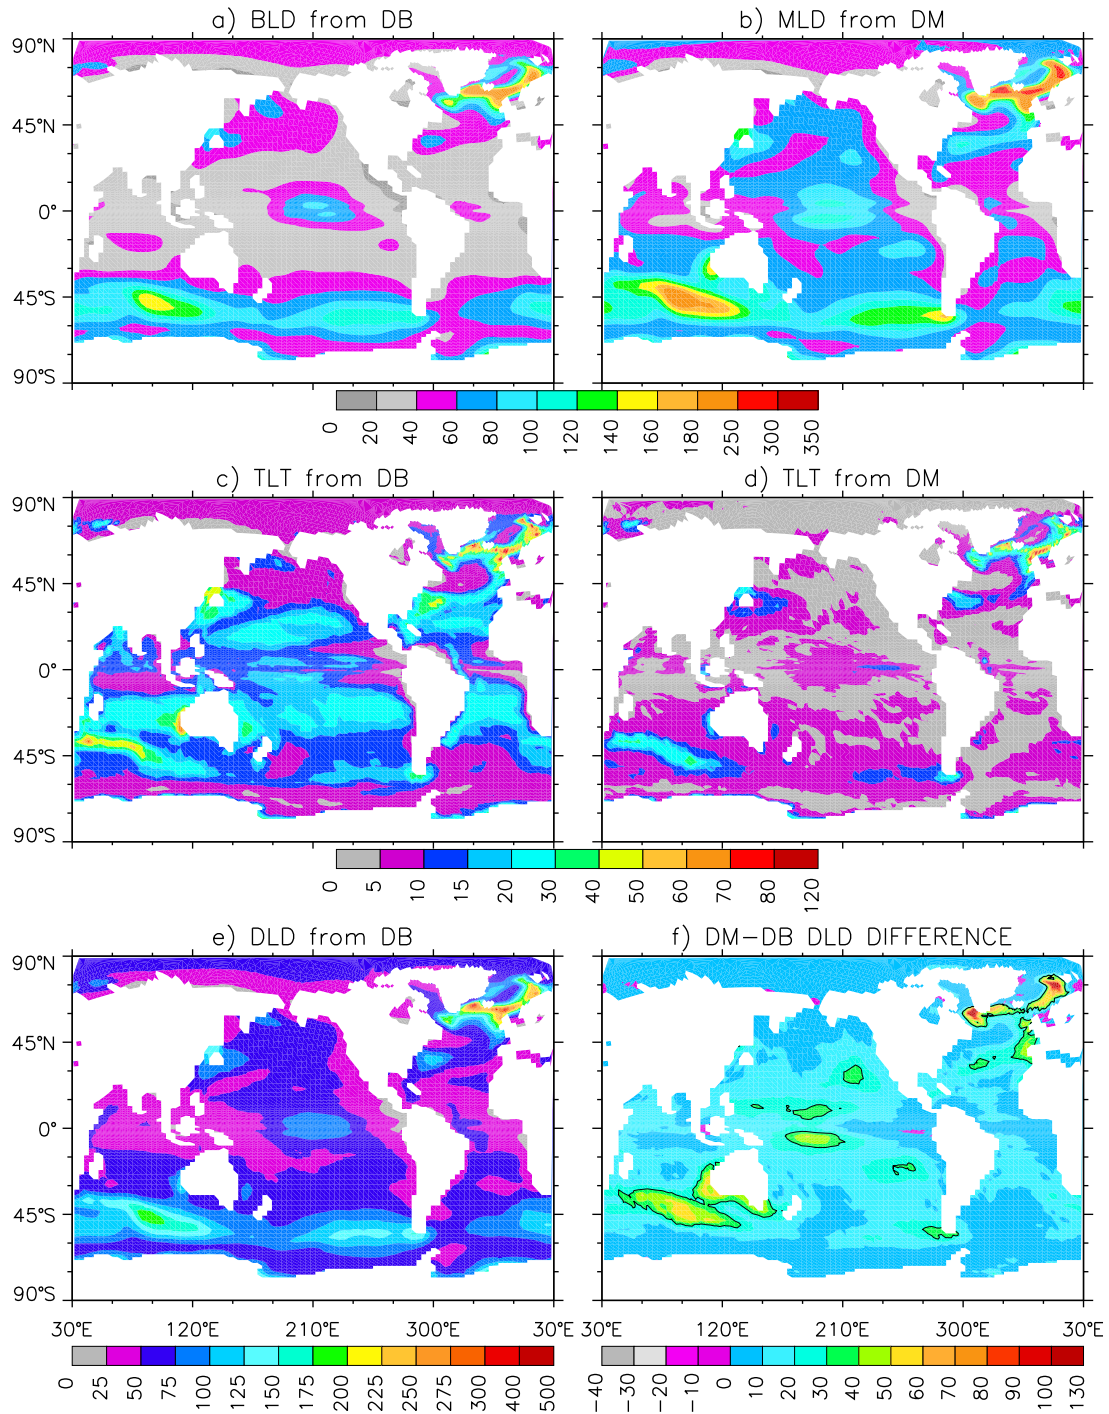 a) BLD from DB
b) MLD from DM
90°N
45°N
0°
45°S
90°S
0 20 40 60 80 100 120 140 160 180 250 300 350
c) TLT from DB
d) TLT from DM
90°N
45°N
0°
45°S
90°S
0 5 10 15 20 30 40 50 60 70 80 120
e) DLD from DB
f) DM−DB DLD DIFFERENCE
90°N
45°N
0°
45°S
90°S
30°E 120°E 210°E 300°E 30°E 120°E 210°E 300°E 30°E
0 25 50 75 100 125 150 175 200 225 250 275 300 400 500
−40 −30 −20 −10 0 10 20 30 40 50 60 80 90 100 130